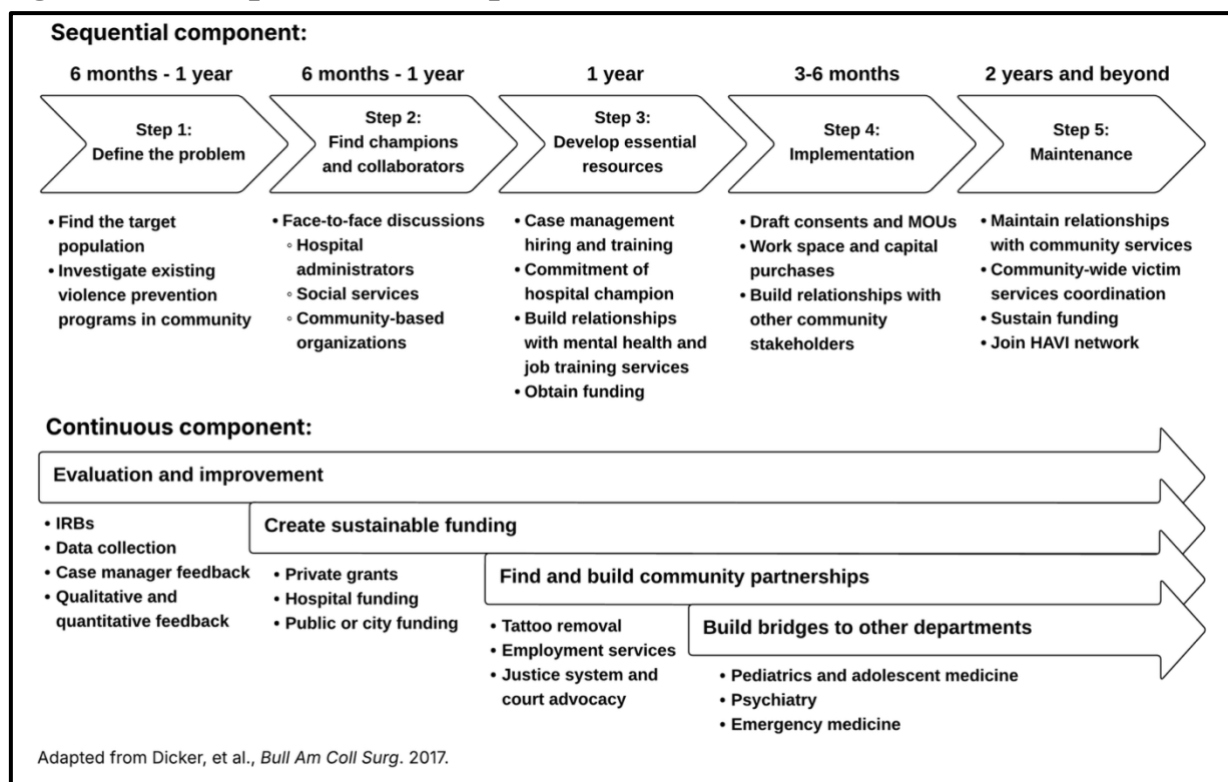 Sequential component:
6 months - 1 year
6 months - 1 year
1 year
3-6 months
2 years and beyond
Step 1:
Define the problem
Step 2:
Find champions
and collaborators
Step 3:
Develop essential
resources
Step 4:
Implementation
Step 5:
Maintenance
• Find the target
population
• Investigate existing
violence prevention
programs in community
• Face-to-face discussions
◦ Hospital
administrators
◦ Social services
◦ Community-based
organizations
• Case management
hiring and training
• Commitment of
hospital champion
• Build relationships
with mental health and
job training services
• Obtain funding
• Draft consents and MOUs
• Work space and capital
purchases
• Build relationships with
other community
stakeholders
• Maintain relationships
with community services
• Community-wide victim
services coordination
• Sustain funding
• Join HAVI network
Continuous component:
Evaluation and improvement
• IRBs
• Data collection
• Case manager feedback
• Qualitative and
quantitative feedback
Create sustainable funding
• Private grants
• Hospital funding
• Public or city funding
Find and build community partnerships
• Tattoo removal
• Employment services
• Justice system and
court advocacy
Build bridges to other departments
• Pediatrics and adolescent medicine
• Psychiatry
• Emergency medicine
Adapted from Dicker, et al., Bull Am Coll Surg. 2017.